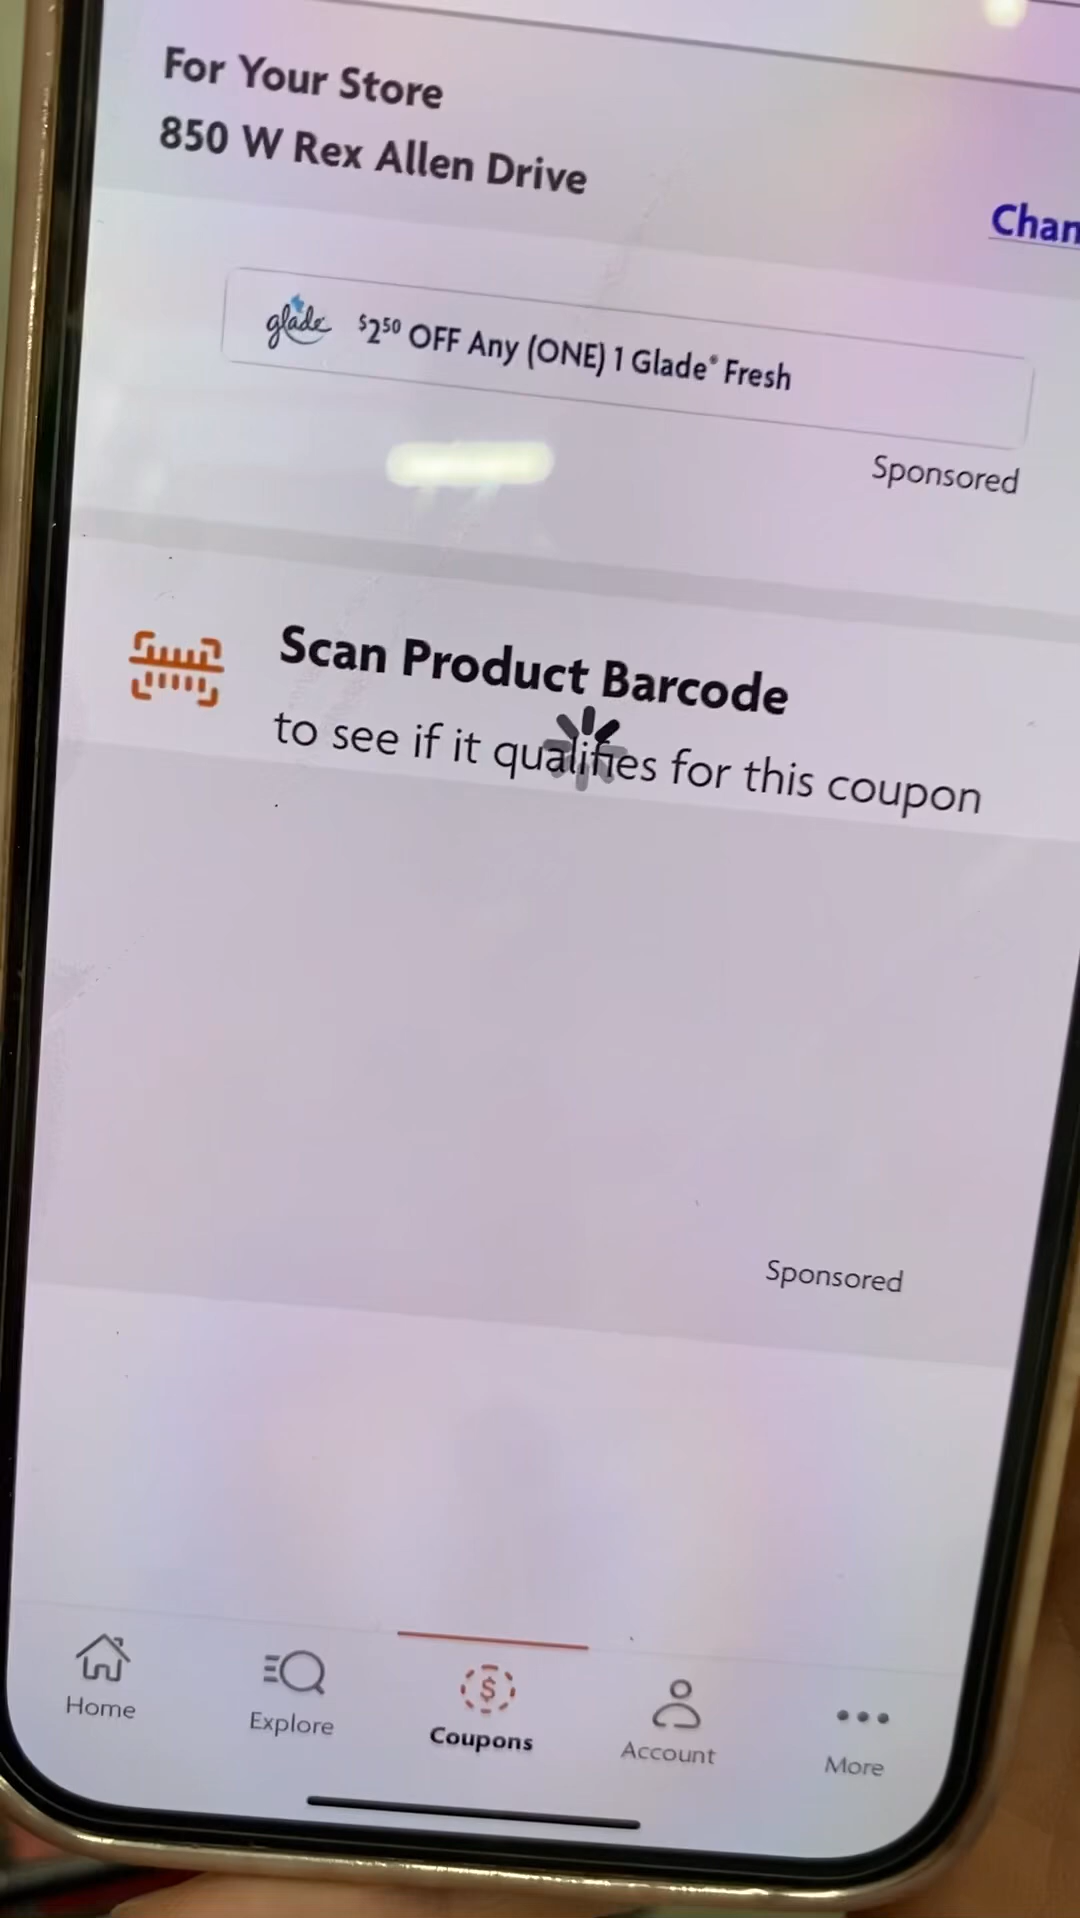 For Your Store
850 W Rex Allen Drive
Chan
glade $250 OFF Any (ONE) 1 Glade® Fresh
Sponsored
Scan Product Barcode
to see if it qualifies for this coupon
Sponsored
Home
Explore
Coupons
Account
More